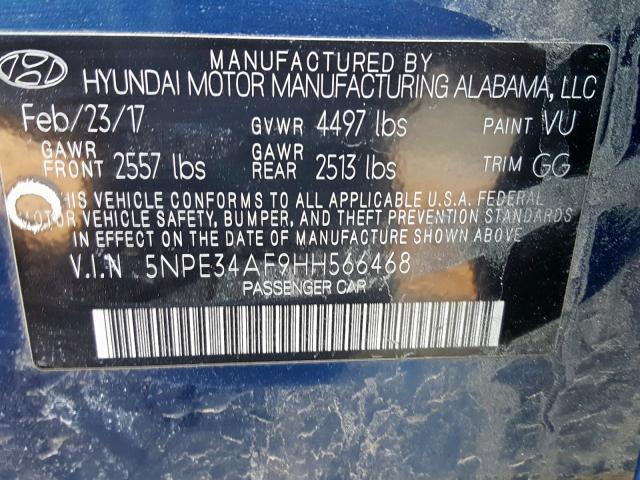 MANUFACTURED BY
HYUNDAI MOTOR MANUFACTURING ALABAMA, LLC
Feb/23/17 GVWR 4497 lbs PAINT VU
GAWR FRONT 2557 lbs GAWR REAR 2513 lbs TRIM GG
THIS VEHICLE CONFORMS TO ALL APPLICABLE U.S.A. FEDERAL
MOTOR VEHICLE SAFETY, BUMPER, AND THEFT PREVENTION STANDARDS
IN EFFECT ON THE DATE OF MANUFACTURE SHOWN ABOVE.
V.I.N 5NPE34AF9HH566468
PASSENGER CAR